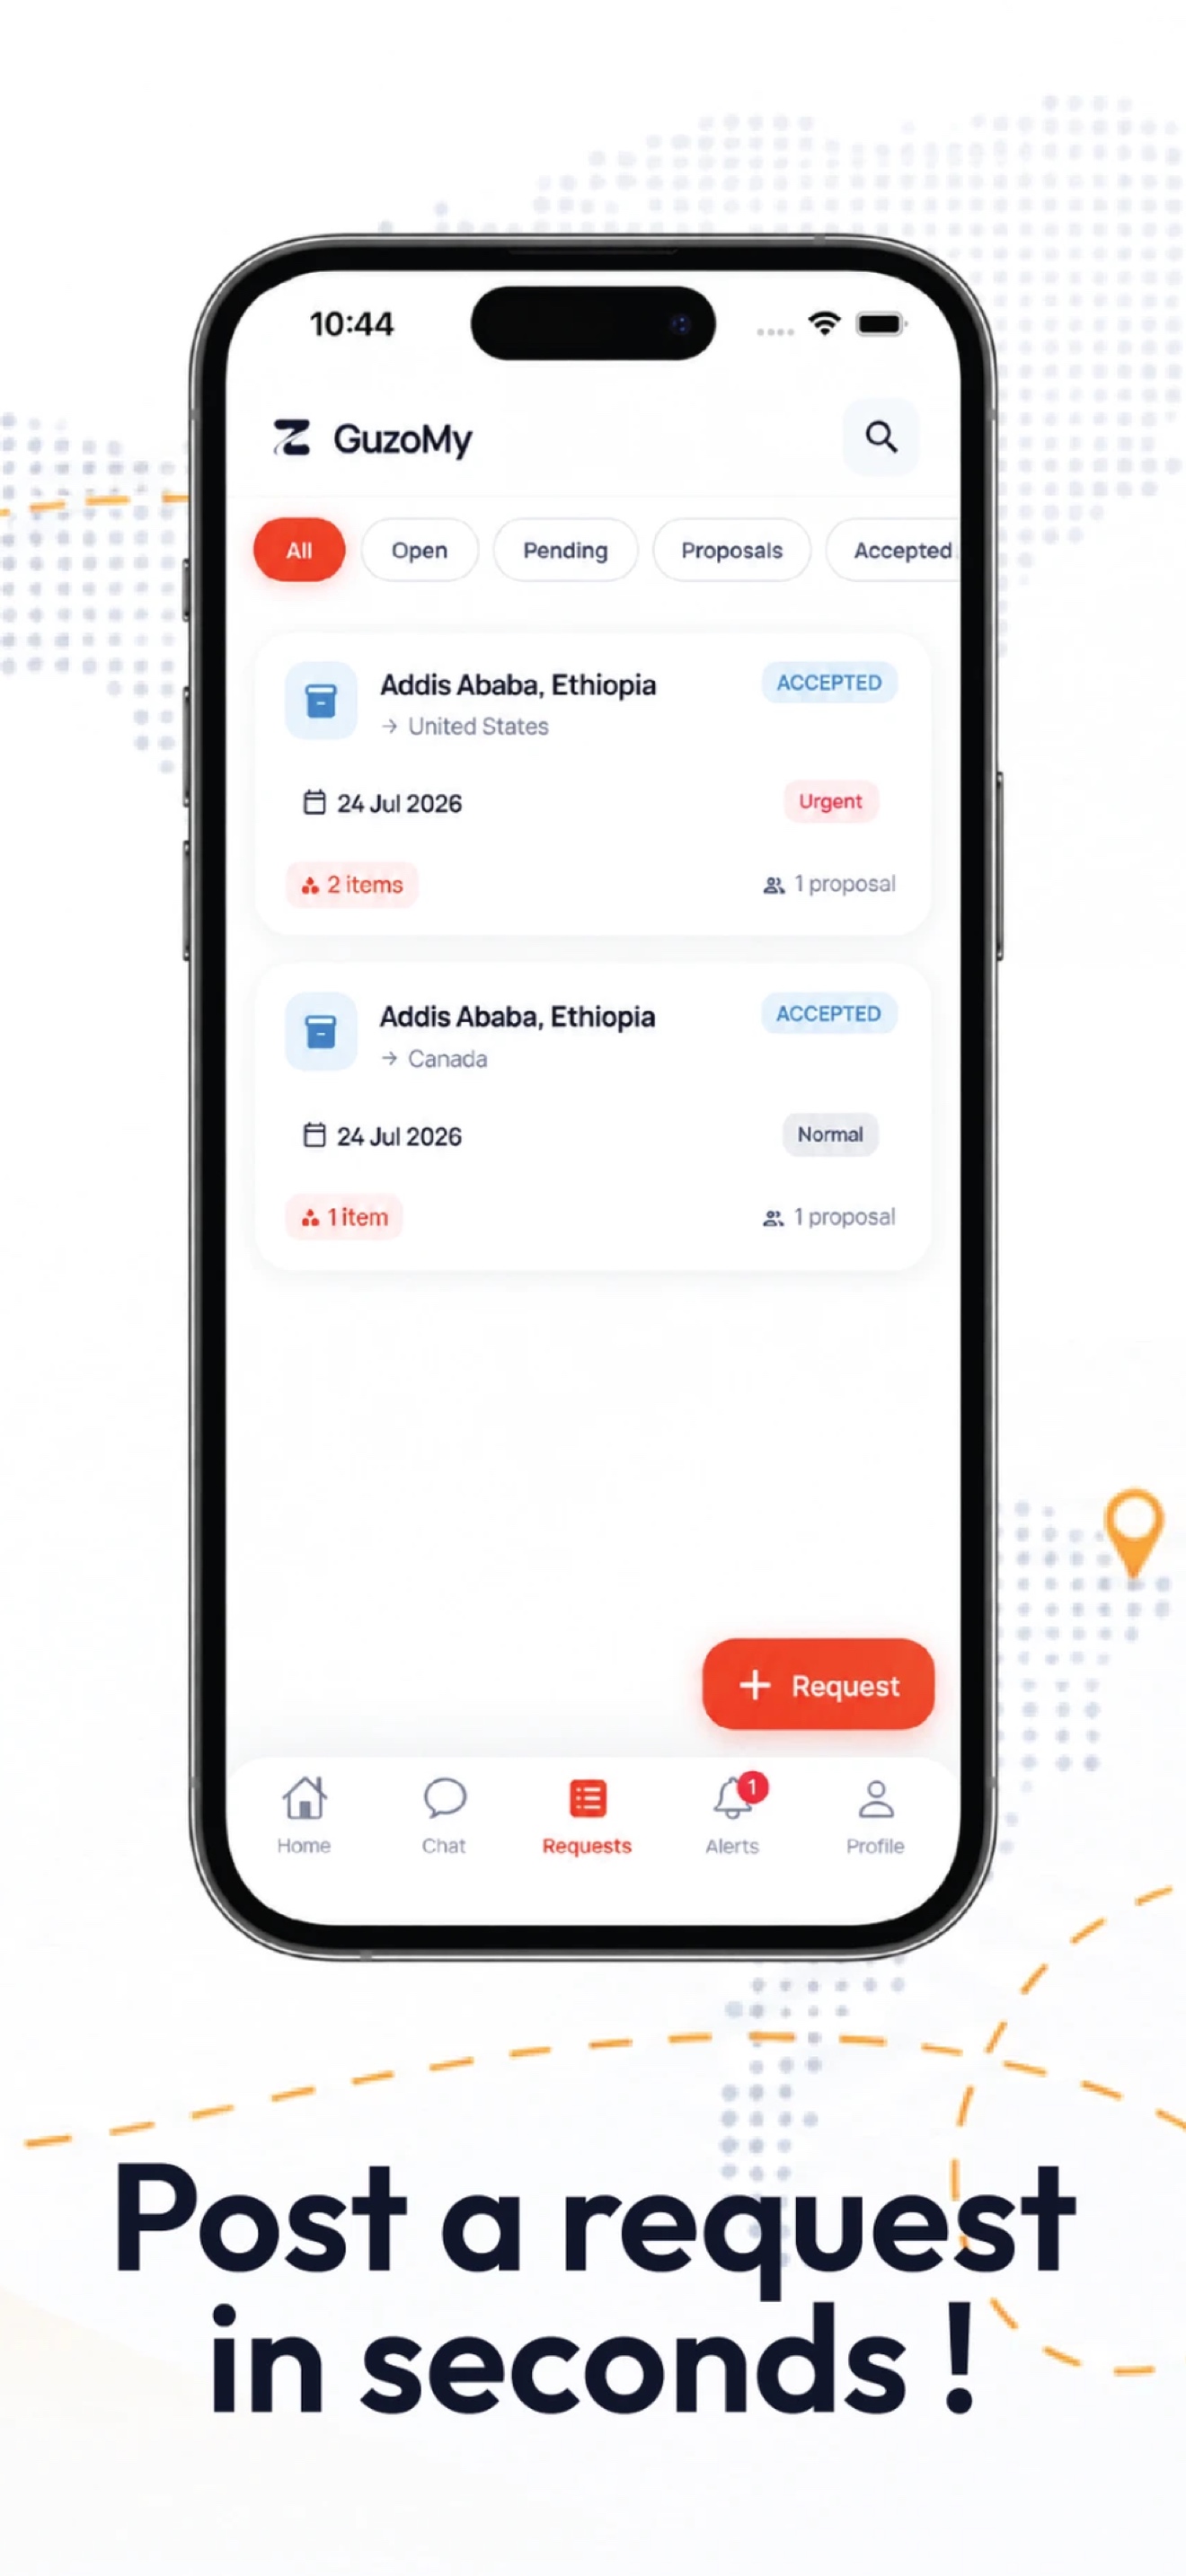 10:44
GuzoMy
All Open Pending Proposals Accepted
Addis Ababa, Ethiopia ACCEPTED
→ United States
24 Jul 2026 Urgent
2 items 1 proposal
Addis Ababa, Ethiopia ACCEPTED
→ Canada
24 Jul 2026 Normal
1 item 1 proposal
+ Request
1
Home Chat Requests Alerts Profile
Post a request
in seconds !